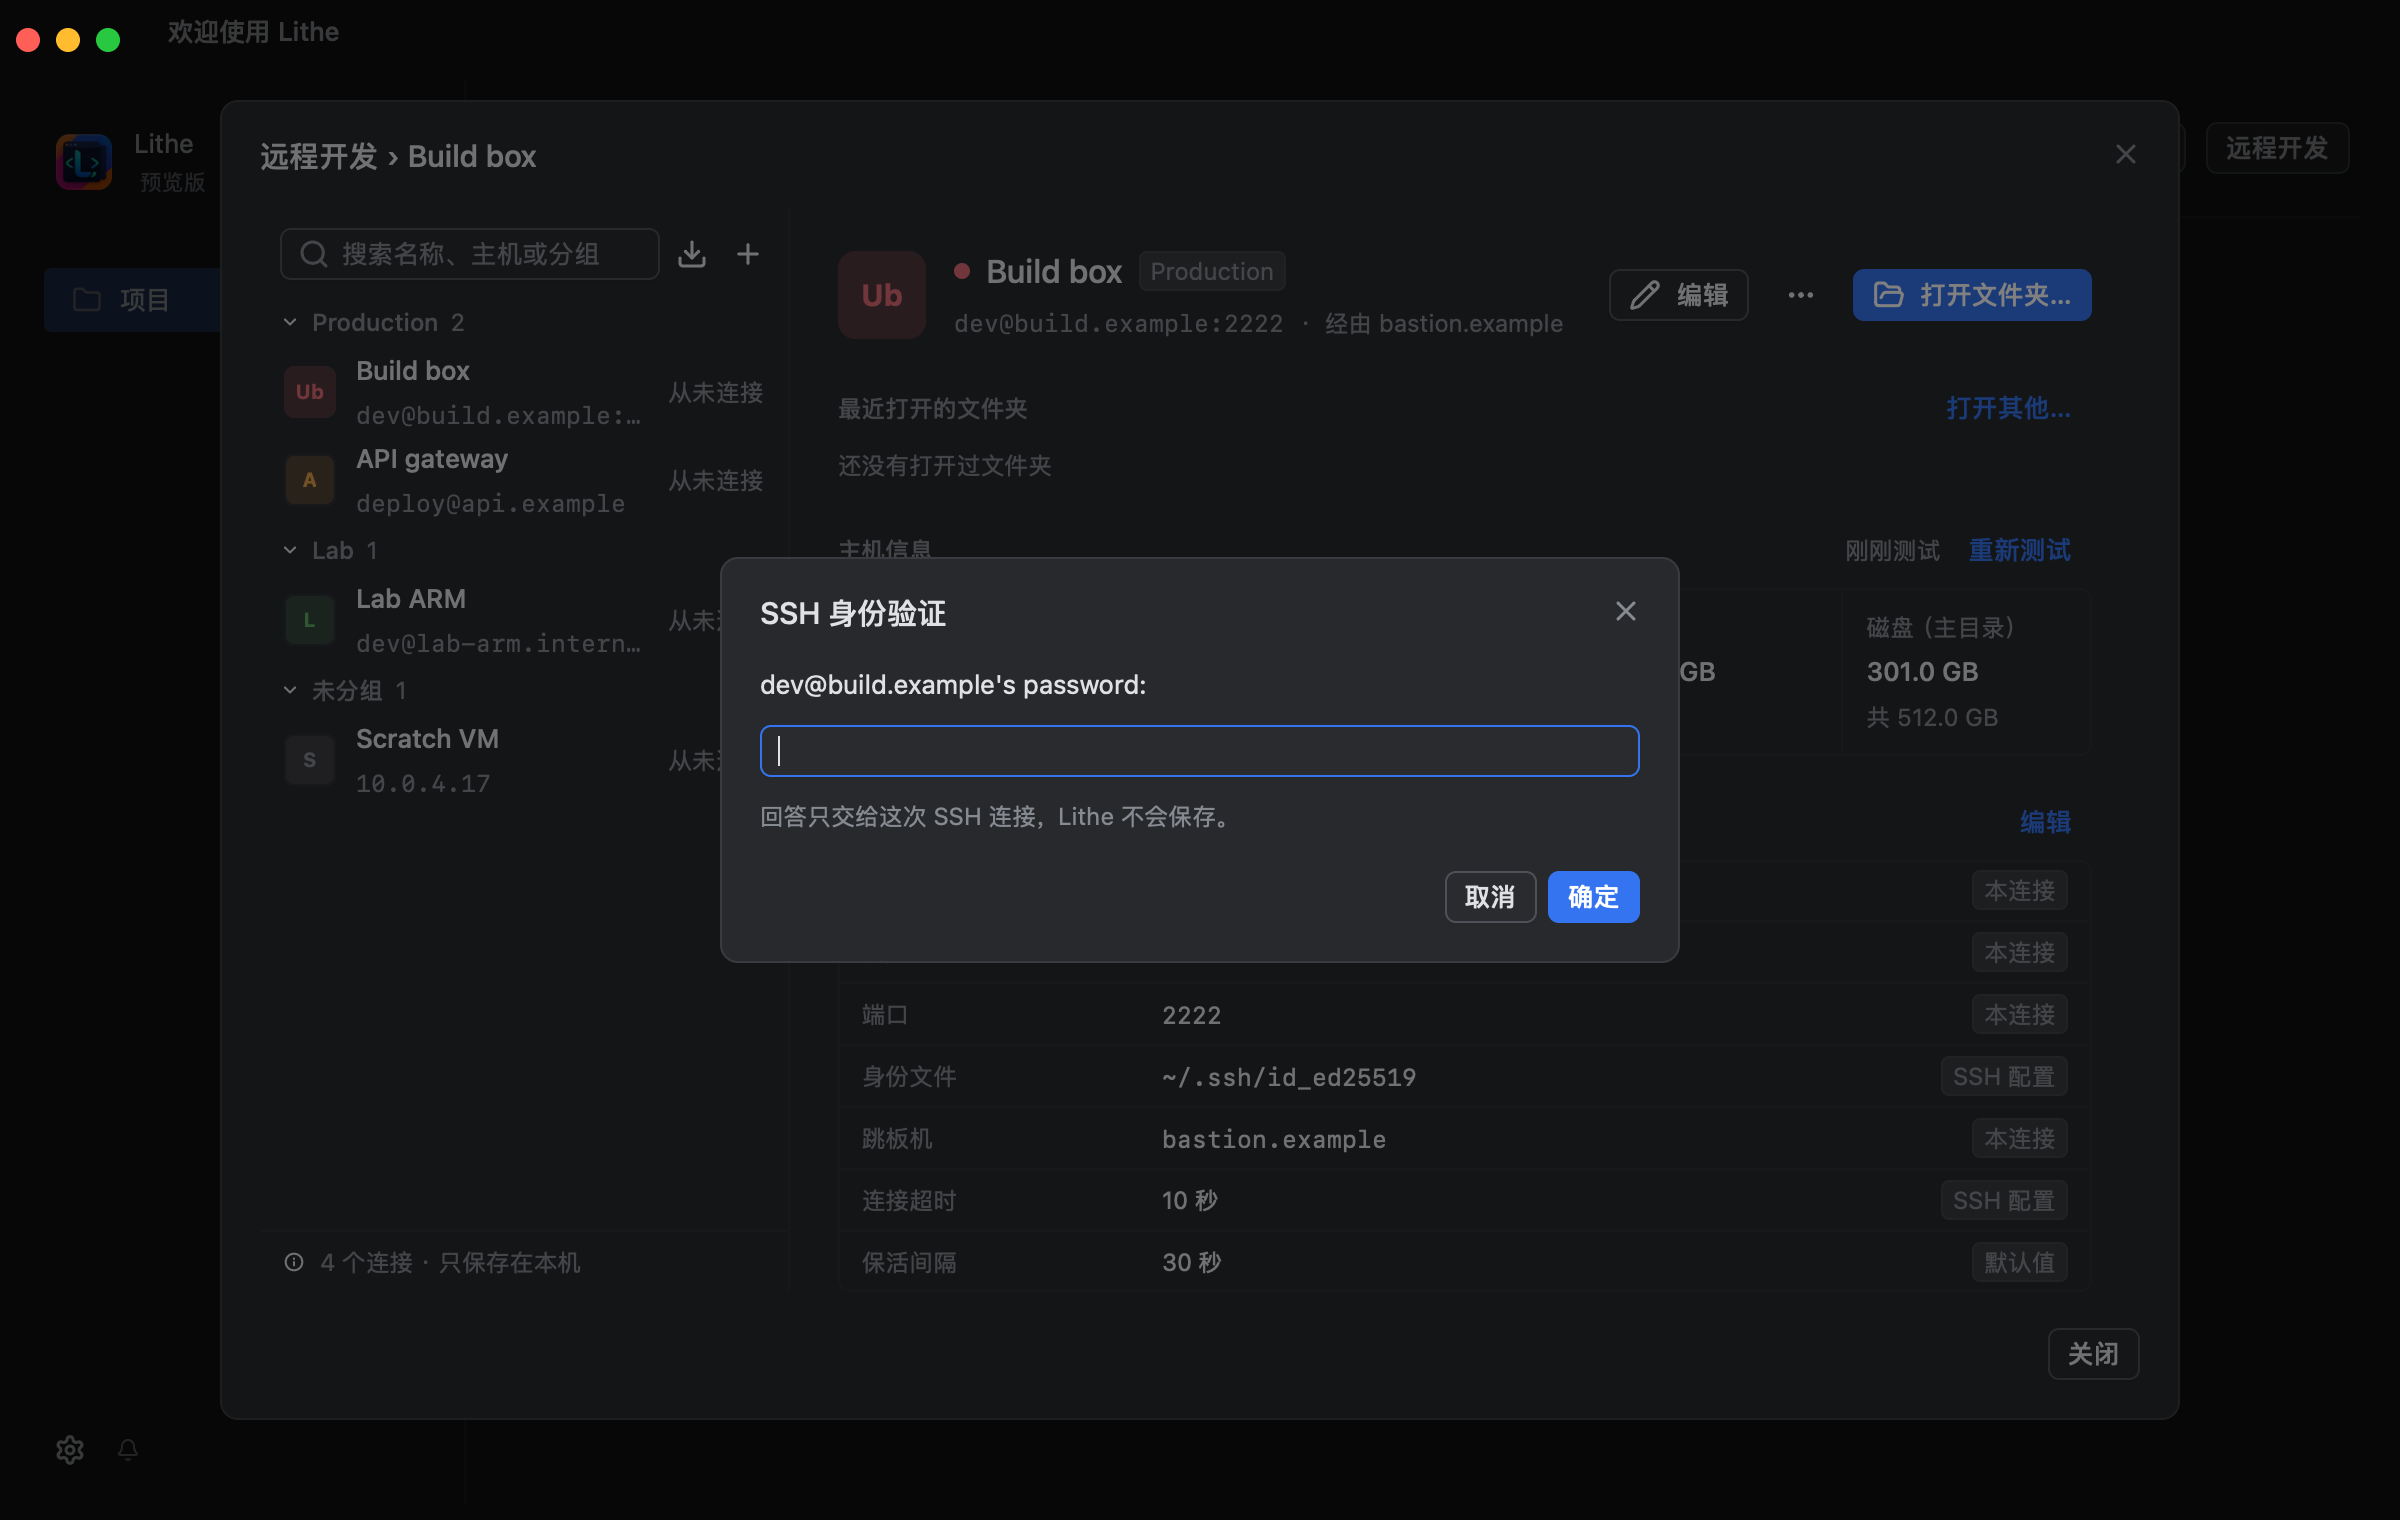 欢迎使用 Lithe
Lithe
预览版
远程开发
项目
远程开发 › Build box
搜索名称、主机或分组
Production 2
Ub
Build box
dev@build.example:…
从未连接
A
API gateway
deploy@api.example
从未连接
Lab 1
L
Lab ARM
dev@lab-arm.intern…
从未
未分组 1
S
Scratch VM
10.0.4.17
从未
4 个连接 · 只保存在本机
Ub
Build box
Production
dev@build.example:2222 · 经由 bastion.example
编辑
打开文件夹...
最近打开的文件夹
打开其他...
还没有打开过文件夹
主机信息
刚刚测试
重新测试
GB
磁盘（主目录）
301.0 GB
共 512.0 GB
编辑
本连接
本连接
端口
2222
本连接
身份文件
~/.ssh/id_ed25519
SSH 配置
跳板机
bastion.example
本连接
连接超时
10 秒
SSH 配置
保活间隔
30 秒
默认值
关闭
SSH 身份验证
dev@build.example's password:
回答只交给这次 SSH 连接，Lithe 不会保存。
取消
确定